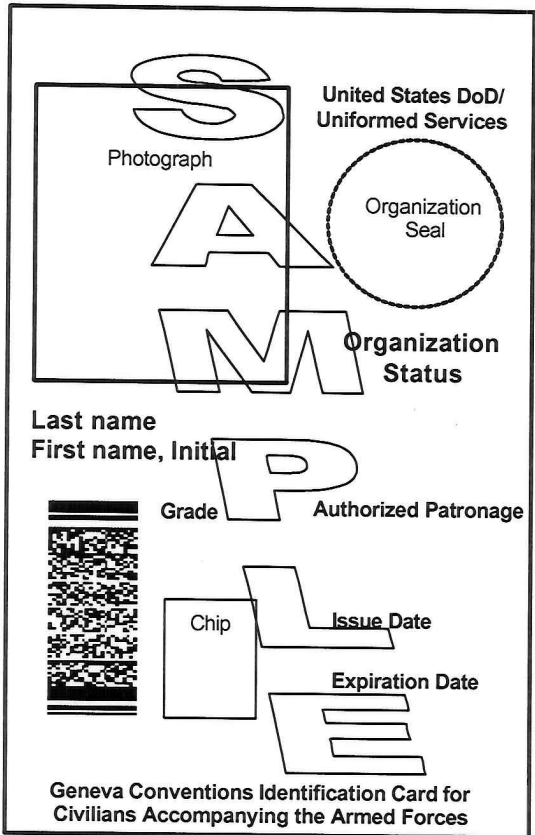 SAMPLE
United States DoD/
Uniformed Services
Photograph
Organization
Seal
Organization
Status
Last name
First name, Initial
Grade
Authorized Patronage
Chip
Issue Date
Expiration Date
Geneva Conventions Identification Card for
Civilians Accompanying the Armed Forces